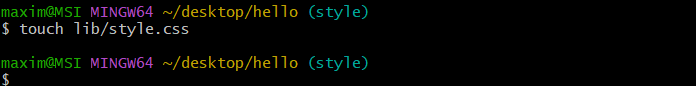 maxim@MSI MINGW64 ~/desktop/hello (style)
$ touch lib/style.css
maxim@MSI MINGW64 ~/desktop/hello (style)
$